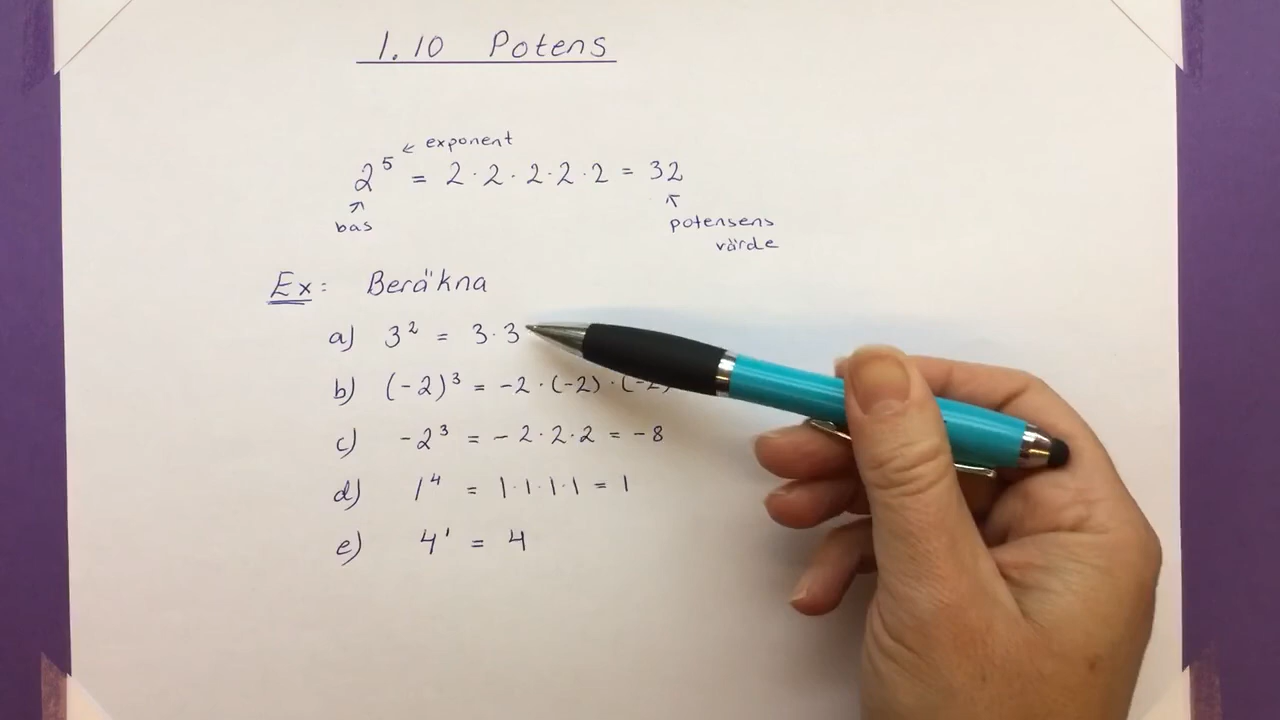 1.10 Potens
← exponent
2⁵ = 2·2·2·2·2 = 32
bas
potensens
värde
Ex: Beräkna
a) 3² = 3·3
b) (-2)³ = -2·(-2)·(-2)
c) -2³ = -2·2·2 = -8
d) 1⁴ = 1·1·1·1 = 1
e) 4¹ = 4